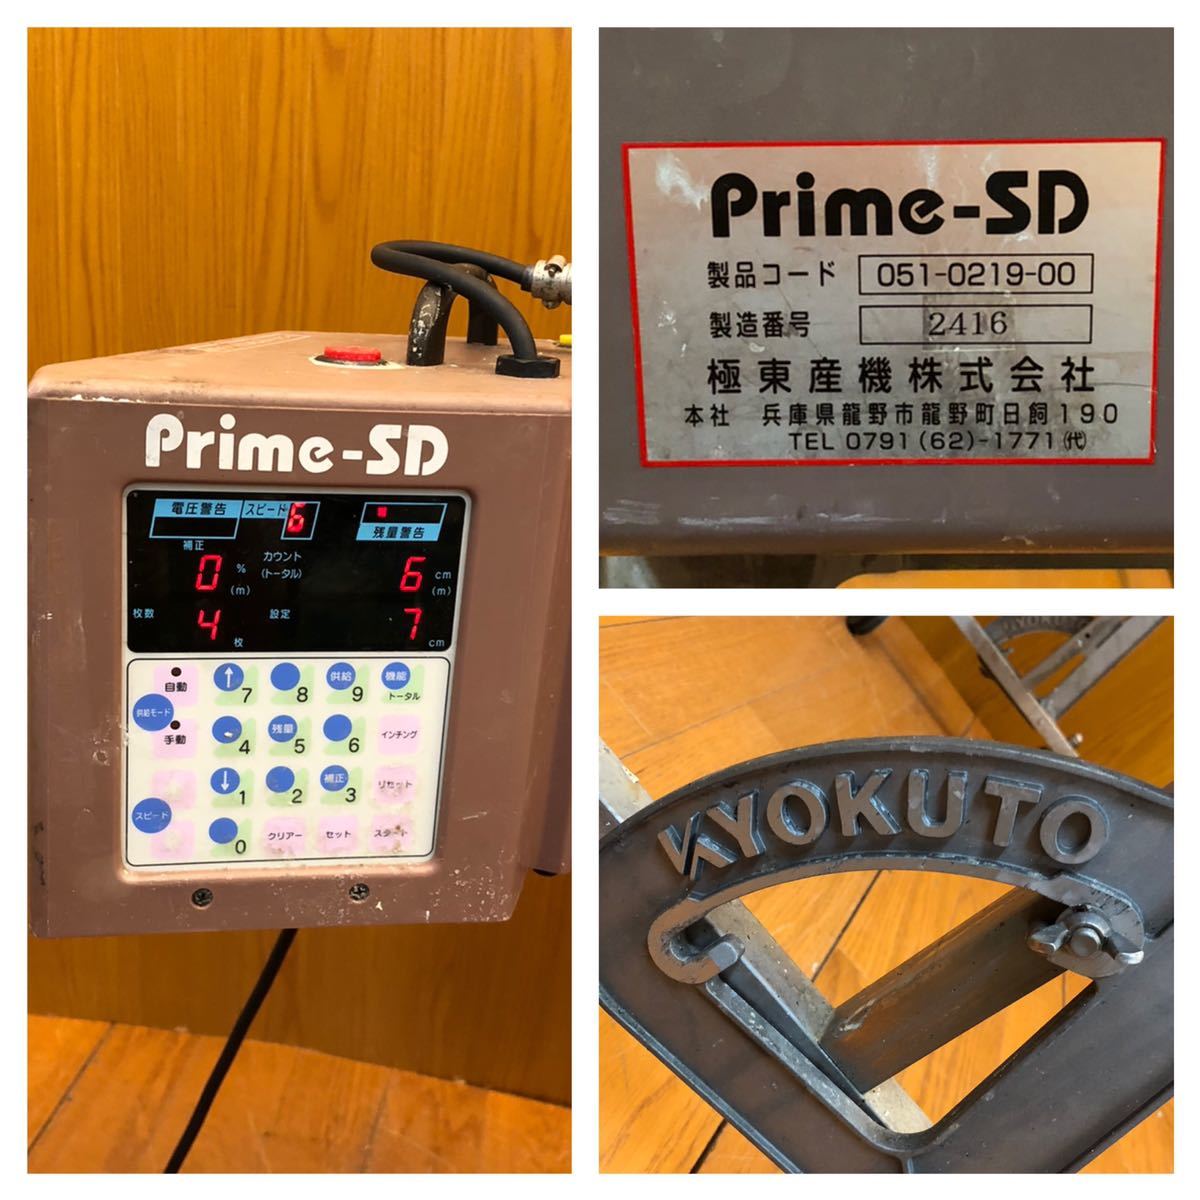 Prime-SD
電圧警告 スピード 6
残量警告
補正 カウント
0 % (m) (トータル) 6 cm (m)
枚数 4 枚 設定 7 cm
自動 ↑ 7 8 供給 9 機能 トータル
供給モード
手動 4 残量 5 6 インチング
↓ 1 2 補正 3 リセット
スピード
0 クリアー セット スタート
Prime-SD
製品コード 051-0219-00
製造番号 2416
極東産機株式会社
本社 兵庫県龍野市龍野町日飼190
TEL 0791(62)-1771(代)
KYOKUTO
KYOKUTO